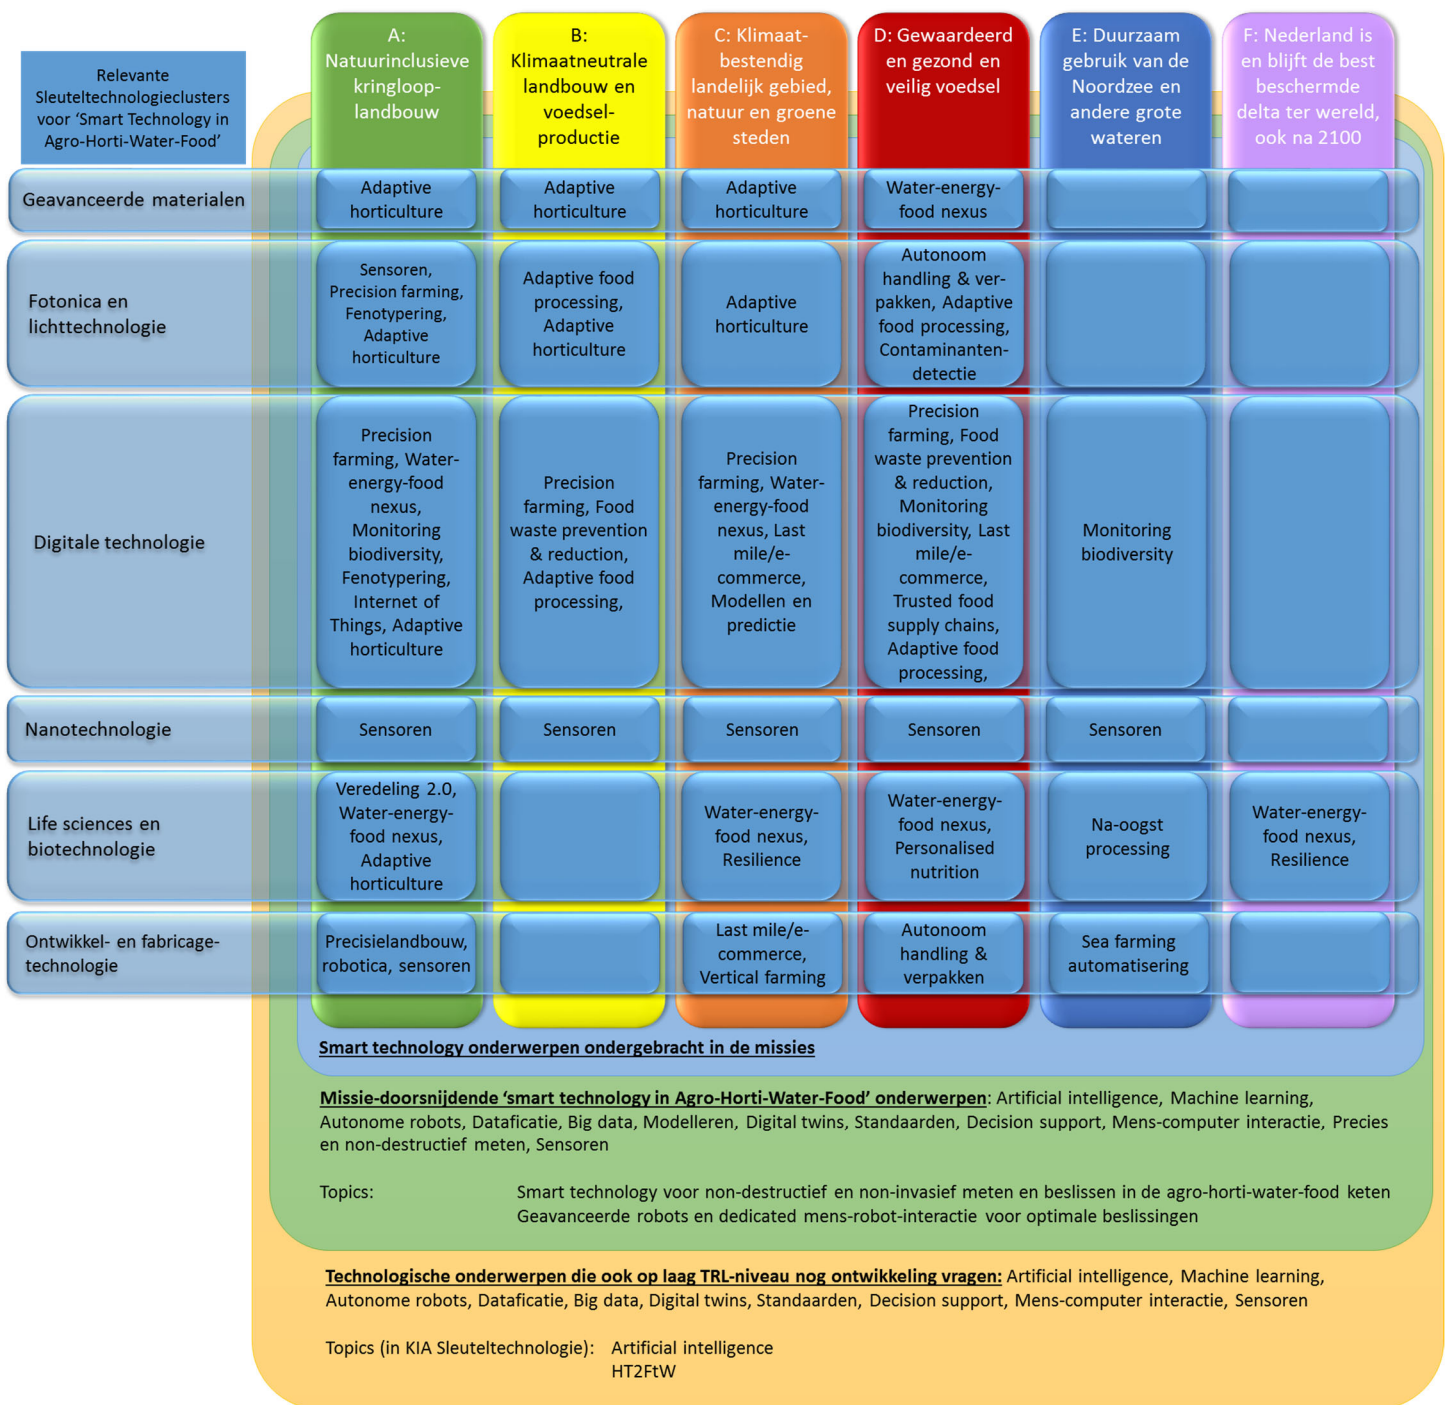 Relevante
Sleuteltechnologieclusters
voor ‘Smart Technology in
Agro-Horti-Water-Food’
A:
Natuurinclusieve
kringloop-
landbouw
B:
Klimaatneutrale
landbouw en
voedsel-
productie
C: Klimaat-
bestendig
landelijk gebied,
natuur en groene
steden
D: Gewaardeerd
en gezond en
veilig voedsel
E: Duurzaam
gebruik van de
Noordzee en
andere grote
wateren
F: Nederland is
en blijft de best
beschermde
delta ter wereld,
ook na 2100
Geavanceerde materialen
Adaptive
horticulture
Adaptive
horticulture
Adaptive
horticulture
Water-energy-
food nexus
Fotonica en
lichttechnologie
Sensoren,
Precision farming,
Fenotypering,
Adaptive
horticulture
Adaptive food
processing,
Adaptive
horticulture
Adaptive
horticulture
Autonoom
handling & ver-
pakken, Adaptive
food processing,
Contaminanten-
detectie
Digitale technologie
Precision
farming, Water-
energy-food
nexus,
Monitoring
biodiversity,
Fenotypering,
Internet of
Things, Adaptive
horticulture
Precision
farming, Food
waste prevention
& reduction,
Adaptive food
processing,
Precision
farming, Water-
energy-food
nexus, Last
mile/e-
commerce,
Modellen en
predictie
Precision
farming, Food
waste prevention
& reduction,
Monitoring
biodiversity, Last
mile/e-
commerce,
Trusted food
supply chains,
Adaptive food
processing,
Monitoring
biodiversity
Nanotechnologie
Sensoren
Sensoren
Sensoren
Sensoren
Sensoren
Life sciences en
biotechnologie
Veredeling 2.0,
Water-energy-
food nexus,
Adaptive
horticulture
Water-energy-
food nexus,
Resilience
Water-energy-
food nexus,
Personalised
nutrition
Na-oogst
processing
Water-energy-
food nexus,
Resilience
Ontwikkel- en fabricage-
technologie
Precisielandbouw,
robotica, sensoren
Last mile/e-
commerce,
Vertical farming
Autonoom
handling &
verpakken
Sea farming
automatisering
Smart technology onderwerpen ondergebracht in de missies
Missie-doorsnijdende ‘smart technology in Agro-Horti-Water-Food’ onderwerpen: Artificial intelligence, Machine learning,
Autonome robots, Dataficatie, Big data, Modelleren, Digital twins, Standaarden, Decision support, Mens-computer interactie, Precies
en non-destructief meten, Sensoren
Topics: Smart technology voor non-destructief en non-invasief meten en beslissen in de agro-horti-water-food keten
Geavanceerde robots en dedicated mens-robot-interactie voor optimale beslissingen
Technologische onderwerpen die ook op laag TRL-niveau nog ontwikkeling vragen: Artificial intelligence, Machine learning,
Autonome robots, Dataficatie, Big data, Digital twins, Standaarden, Decision support, Mens-computer interactie, Sensoren
Topics (in KIA Sleuteltechnologie): Artificial intelligence
HT2FtW